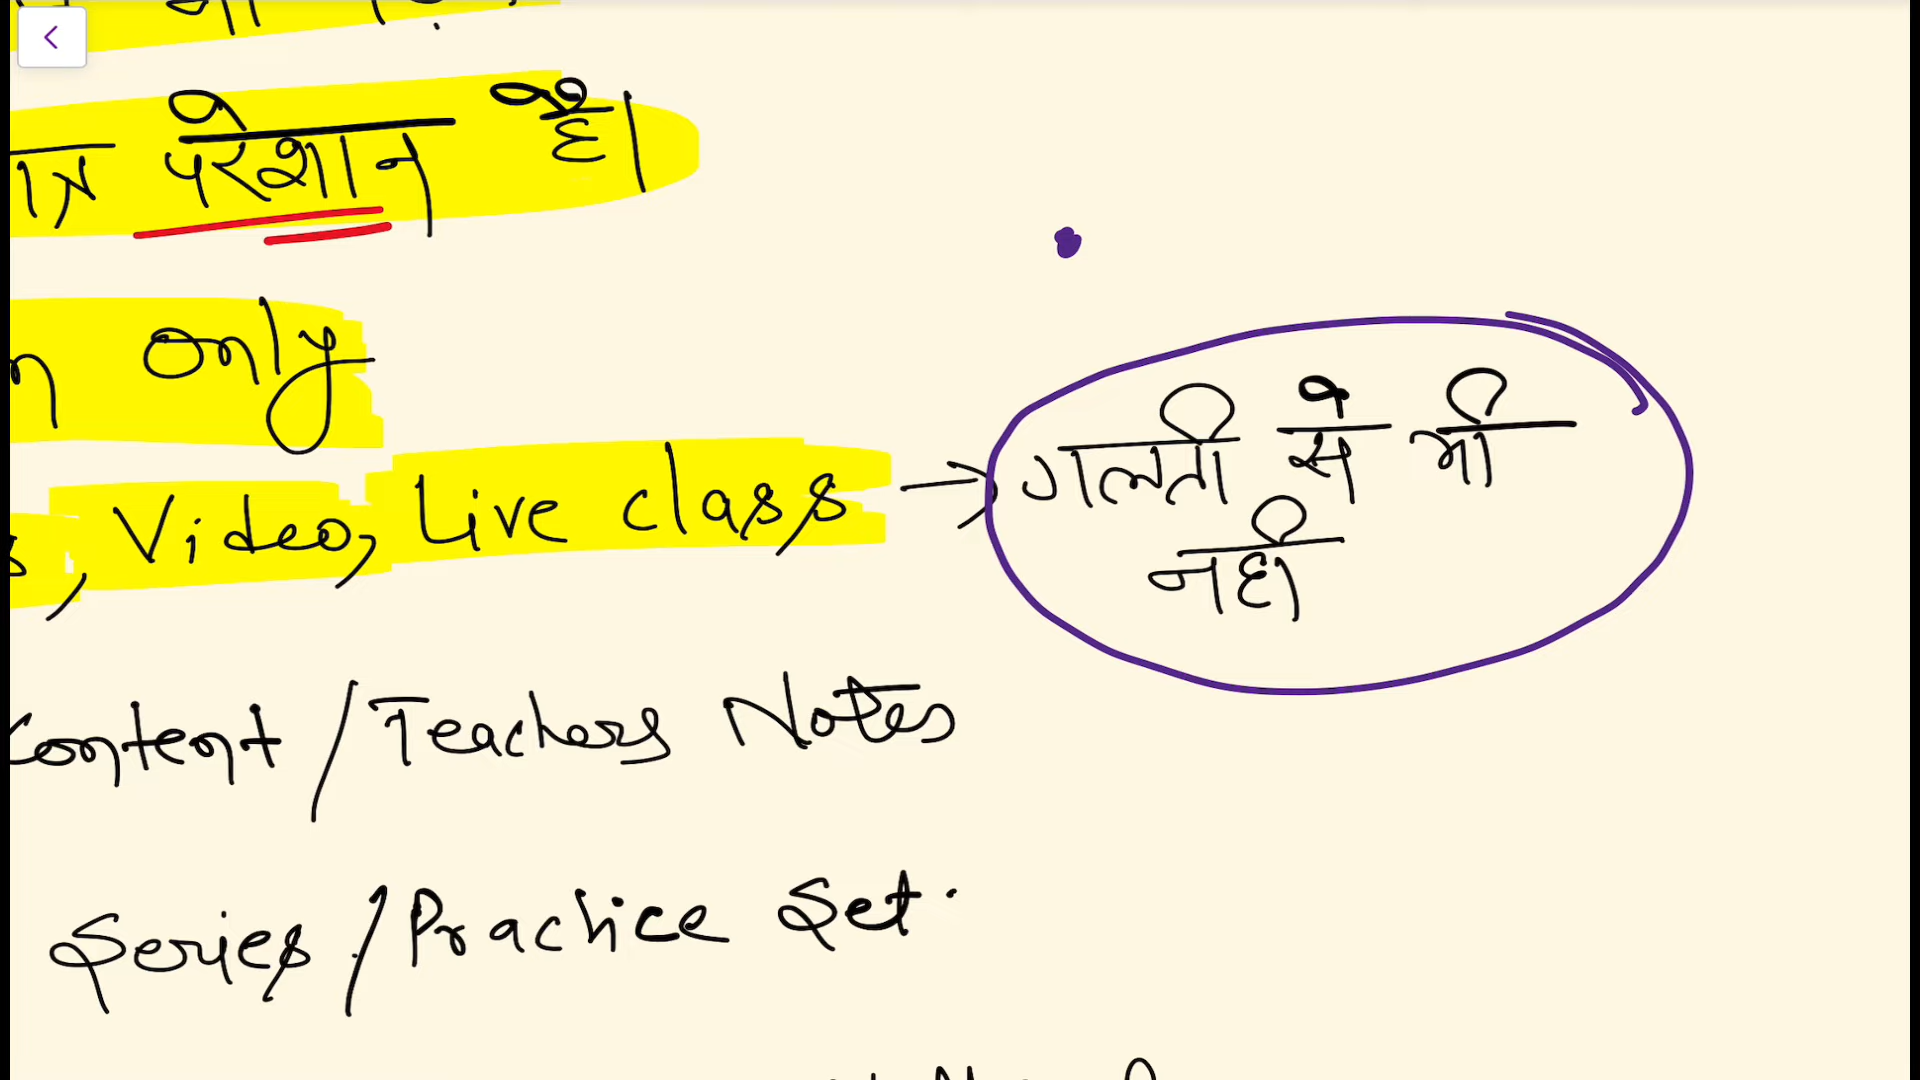 परेशान है।
only
गलती से भी
, Video, Live class →
नही
Content / Teachers Notes
Series / Practice Set.